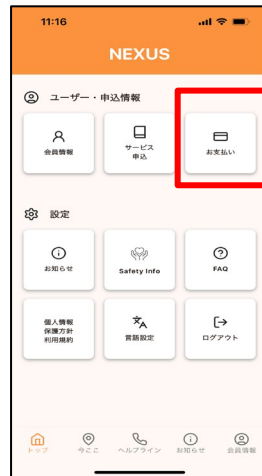 11:16
NEXUS
ユーザー・申込情報
会員情報
サービス
申込
お支払い
設定
お知らせ
Safety Info
FAQ
個人情報
保護方針
利用規約
言語設定
ログアウト
トップ
今ここ
ヘルプライン
お知らせ
会員情報